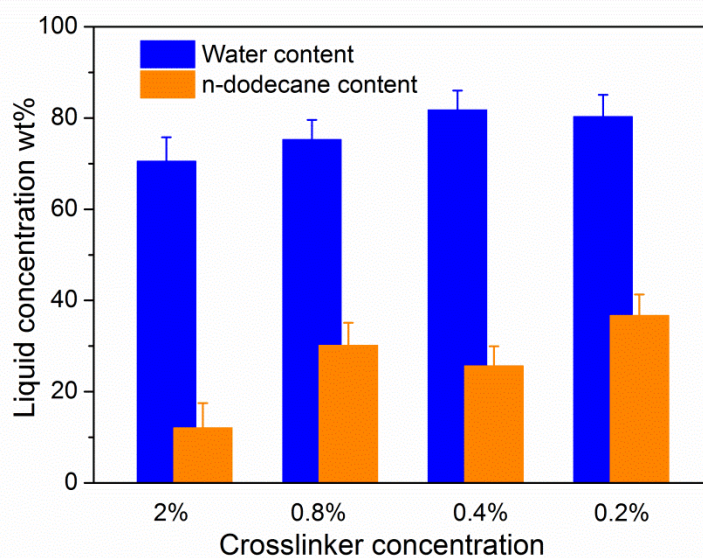 100
80
60
40
20
0
Liquid concentration wt%
Water content
n-dodecane content
2% 0.8% 0.4% 0.2%
Crosslinker concentration